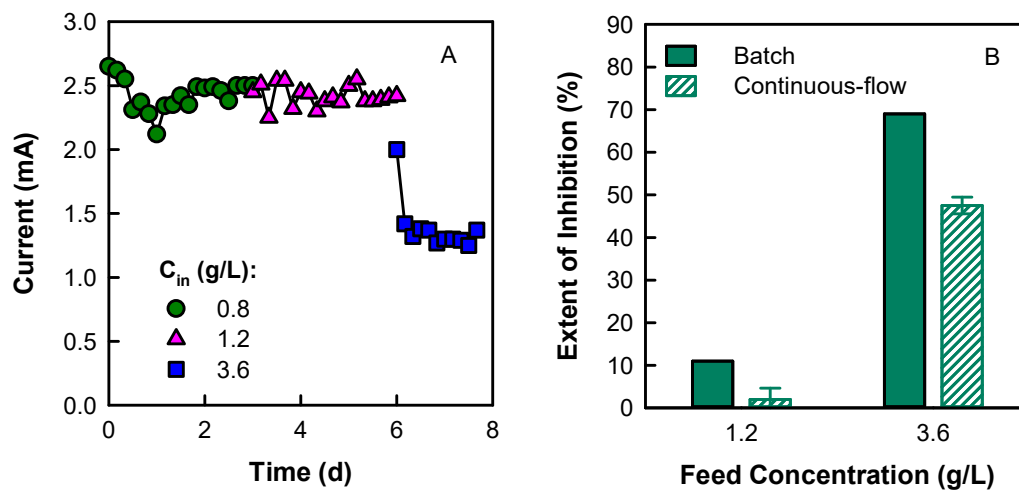 A
3.0
2.5
2.0
1.5
1.0
0.5
0.0
Current (mA)
C_in (g/L):
0.8
1.2
3.6
0 2 4 6 8
Time (d)
B
Batch
Continuous-flow
90
80
70
60
50
40
30
20
10
0
Extent of Inhibition (%)
1.2 3.6
Feed Concentration (g/L)